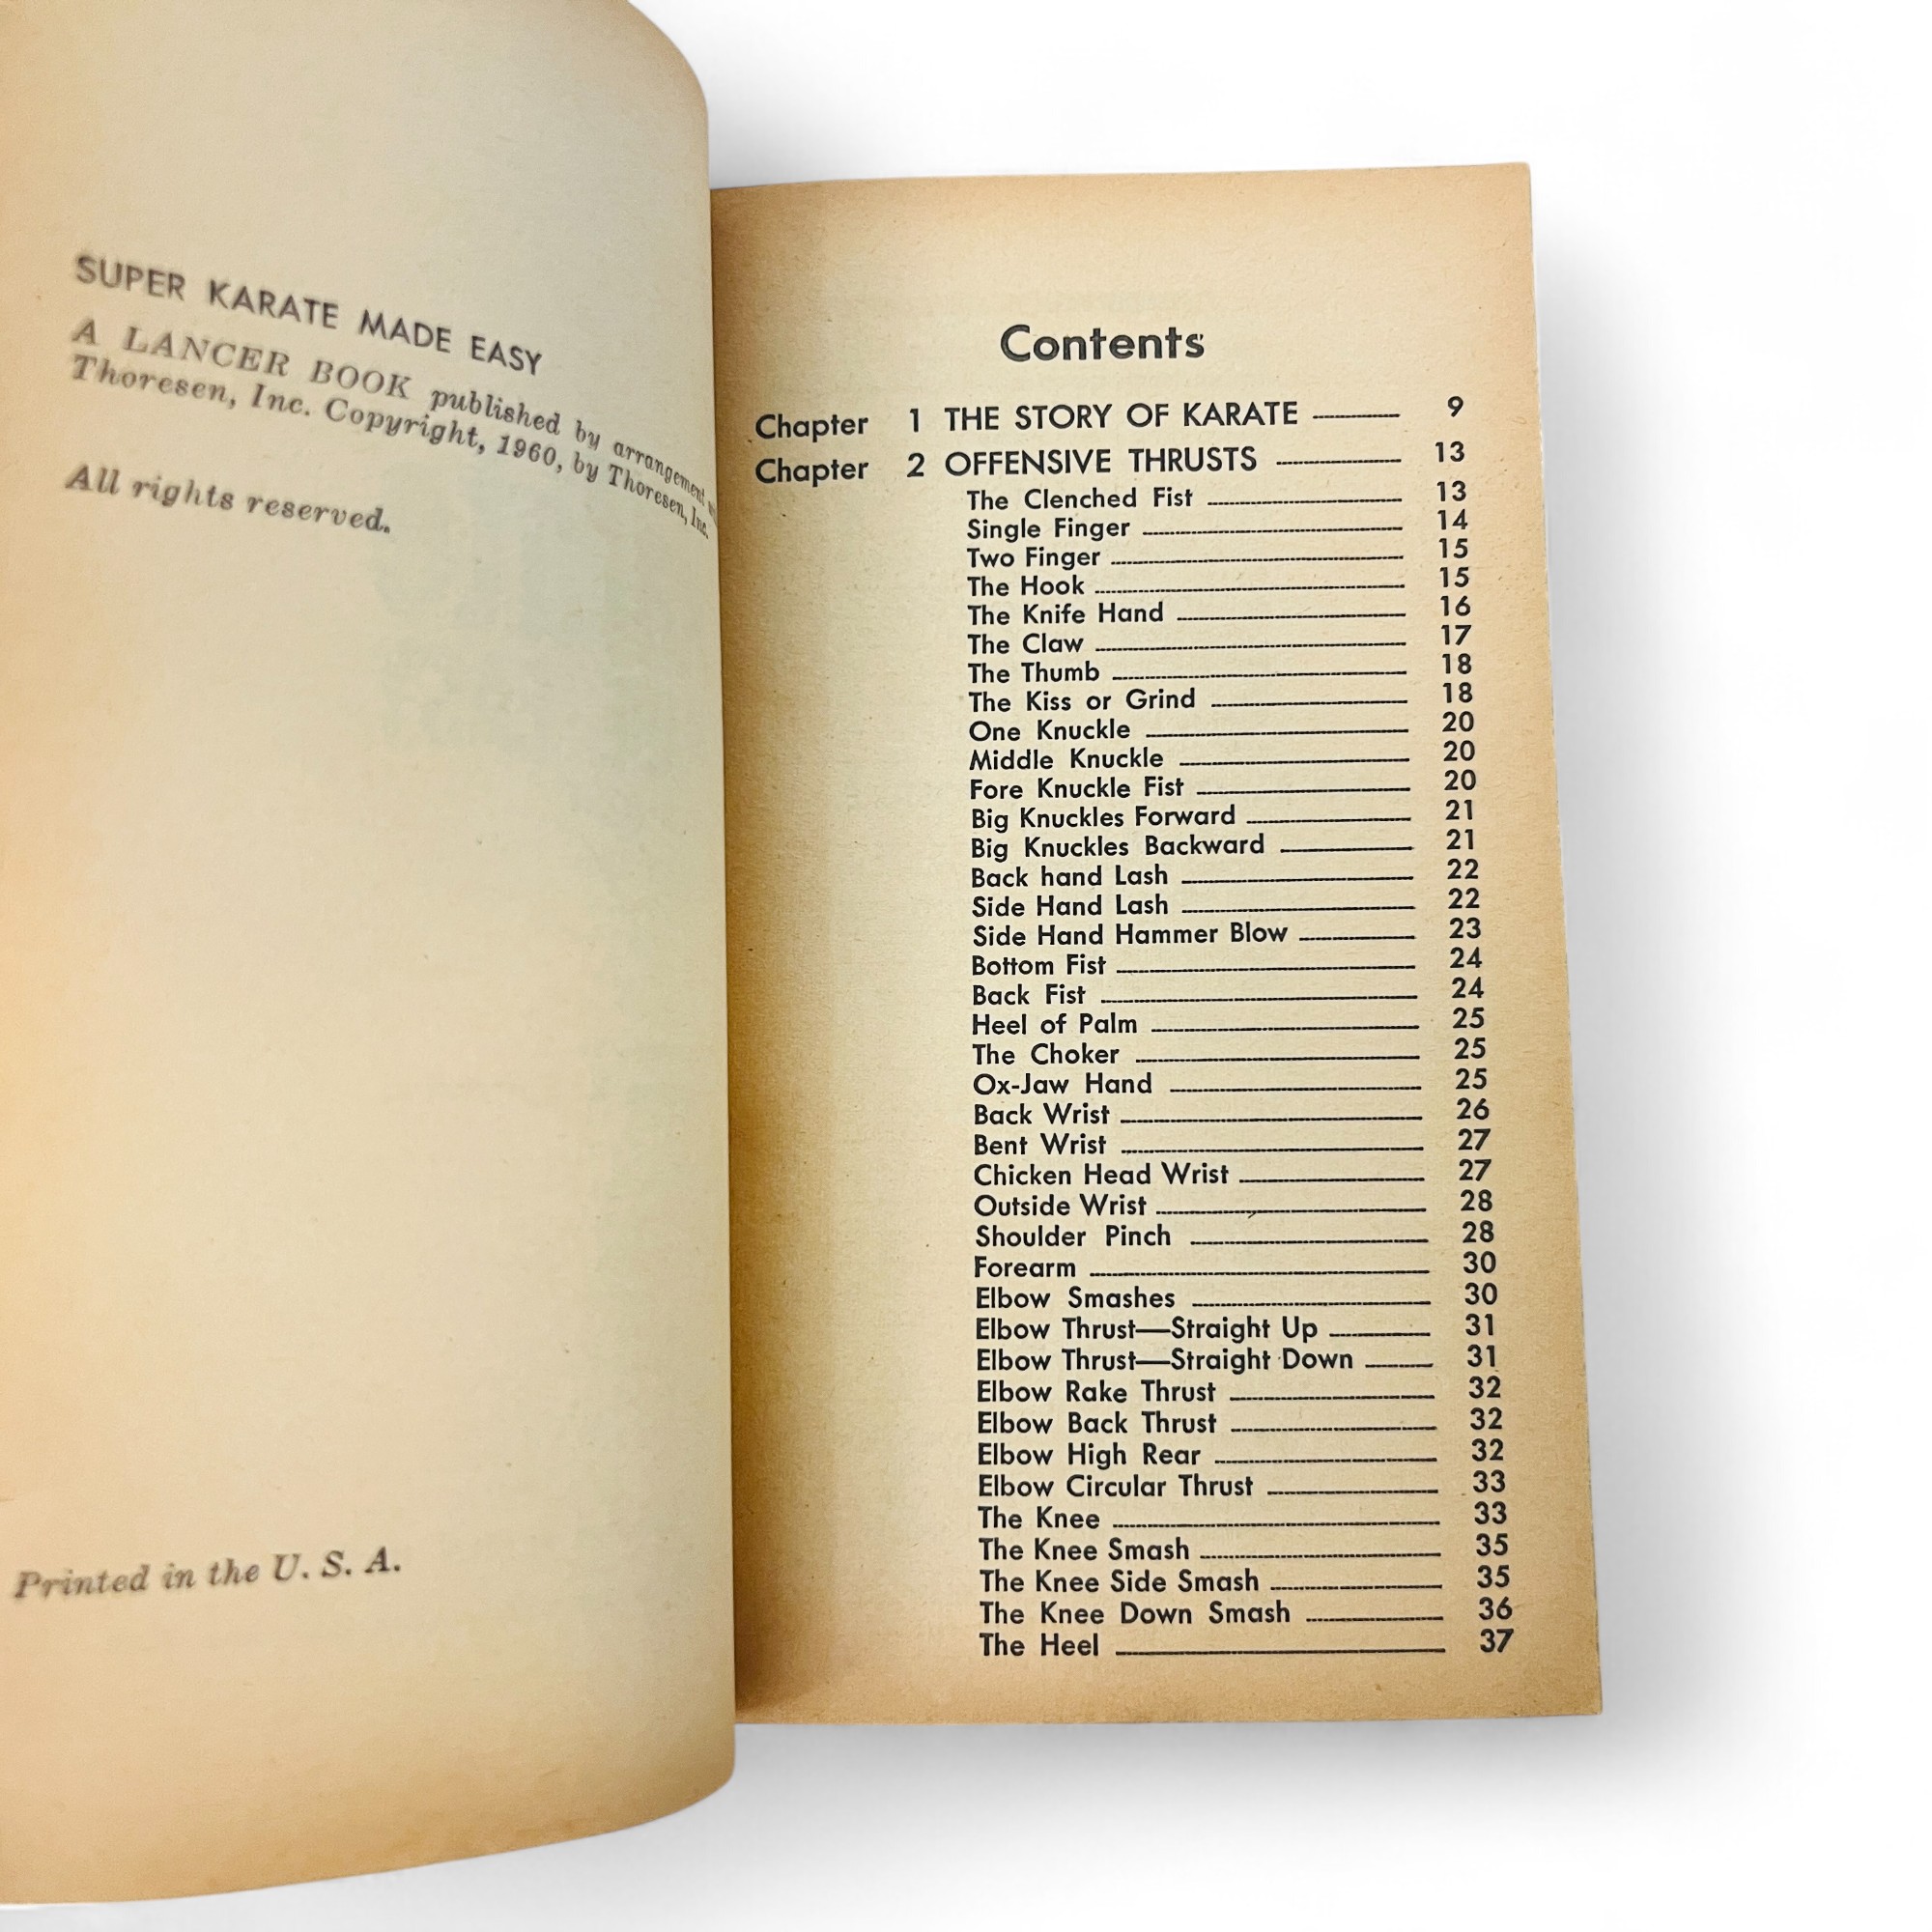 SUPER KARATE MADE EASY
A LANCER BOOK published by arrangement
Thoresen, Inc. Copyright, 1960, by Thoresen, Inc.
All rights reserved.
Printed in the U. S. A.
Contents
Chapter 1 THE STORY OF KARATE 9
Chapter 2 OFFENSIVE THRUSTS 13
The Clenched Fist 13
Single Finger 14
Two Finger 15
The Hook 15
The Knife Hand 16
The Claw 17
The Thumb 18
The Kiss or Grind 18
One Knuckle 20
Middle Knuckle 20
Fore Knuckle Fist 20
Big Knuckles Forward 21
Big Knuckles Backward 21
Back hand Lash 22
Side Hand Lash 22
Side Hand Hammer Blow 23
Bottom Fist 24
Back Fist 24
Heel of Palm 25
The Choker 25
Ox-Jaw Hand 25
Back Wrist 26
Bent Wrist 27
Chicken Head Wrist 27
Outside Wrist 28
Shoulder Pinch 28
Forearm 30
Elbow Smashes 30
Elbow Thrust—Straight Up 31
Elbow Thrust—Straight Down 31
Elbow Rake Thrust 32
Elbow Back Thrust 32
Elbow High Rear 32
Elbow Circular Thrust 33
The Knee 33
The Knee Smash 35
The Knee Side Smash 35
The Knee Down Smash 36
The Heel 37